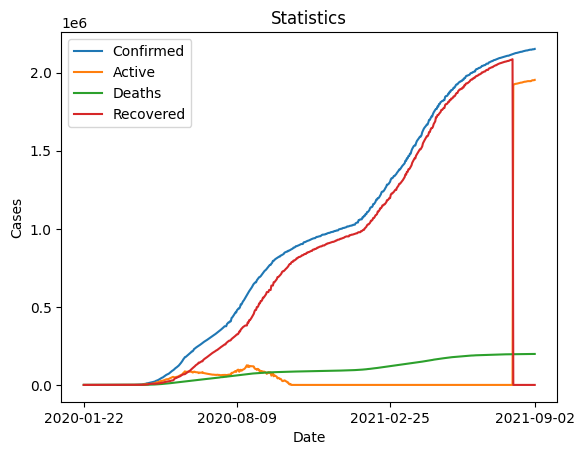 Statistics
1e6
Confirmed
Active
Deaths
Recovered
Cases
2.0
1.5
1.0
0.5
0.0
2020-01-22
2020-08-09
2021-02-25
2021-09-02
Date